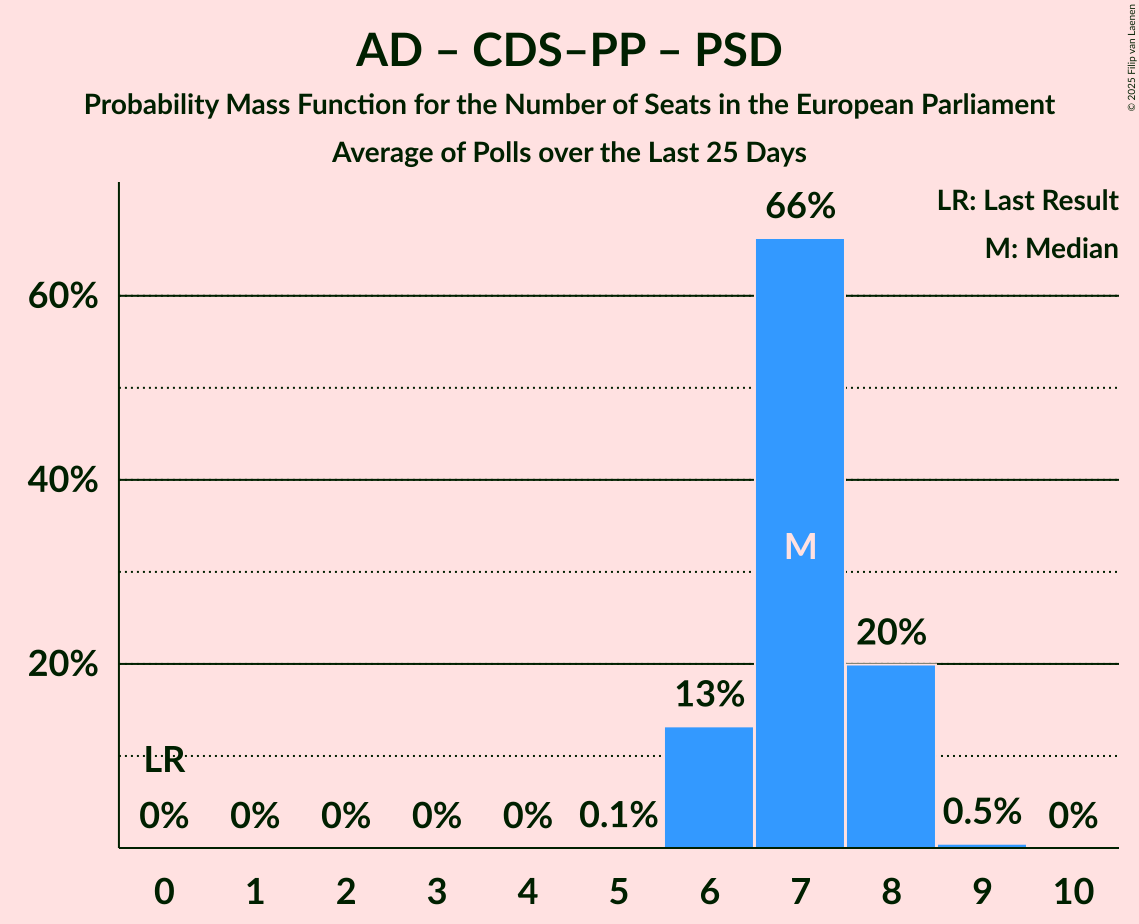 AD – CDS–PP – PSD
Probability Mass Function for the Number of Seats in the European Parliament
Average of Polls over the Last 25 Days
© 2025 Filip van Laenen
LR: Last Result
M: Median
66%
60%
40%
M
20%
20%
13%
LR
0% 0% 0% 0% 0% 0.1% 0.5% 0%
0 1 2 3 4 5 6 7 8 9 10